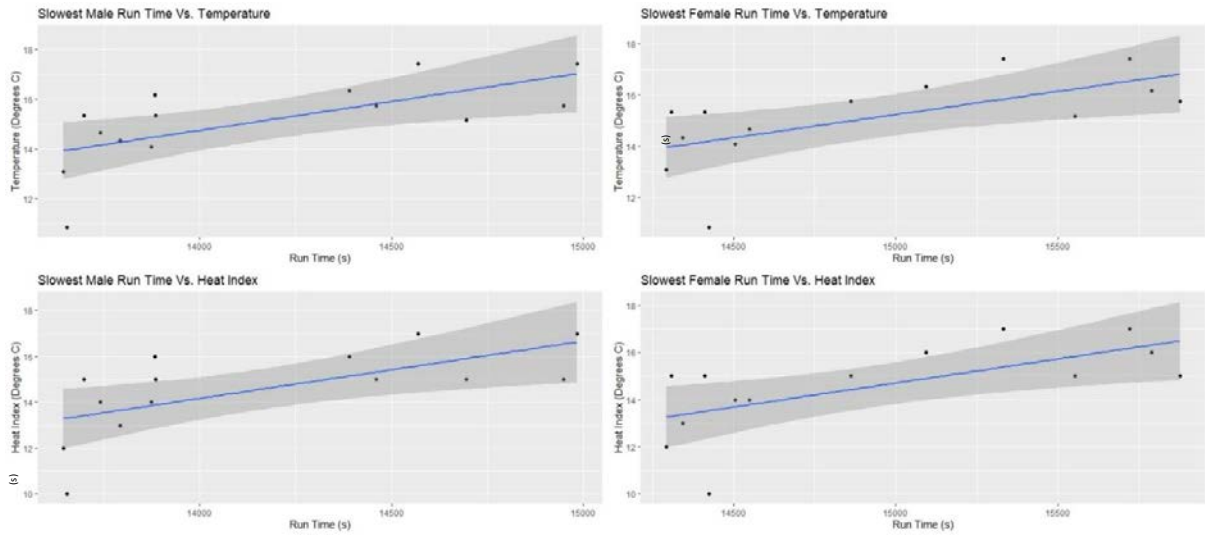 Slowest Male Run Time Vs. Temperature
Temperature (Degrees C)
18
16
14
12
14000
14500
15000
Run Time (s)
Slowest Female Run Time Vs. Temperature
Temperature (Degrees C)
18
16
14
12
(s)
14500
15000
15500
Run Time (s)
Slowest Male Run Time Vs. Heat Index
Heat Index (Degrees C)
18
16
14
12
10
(s)
14000
14500
15000
Run Time (s)
Slowest Female Run Time Vs. Heat Index
Heat Index (Degrees C)
18
16
14
12
10
14500
15000
15500
Run Time (s)